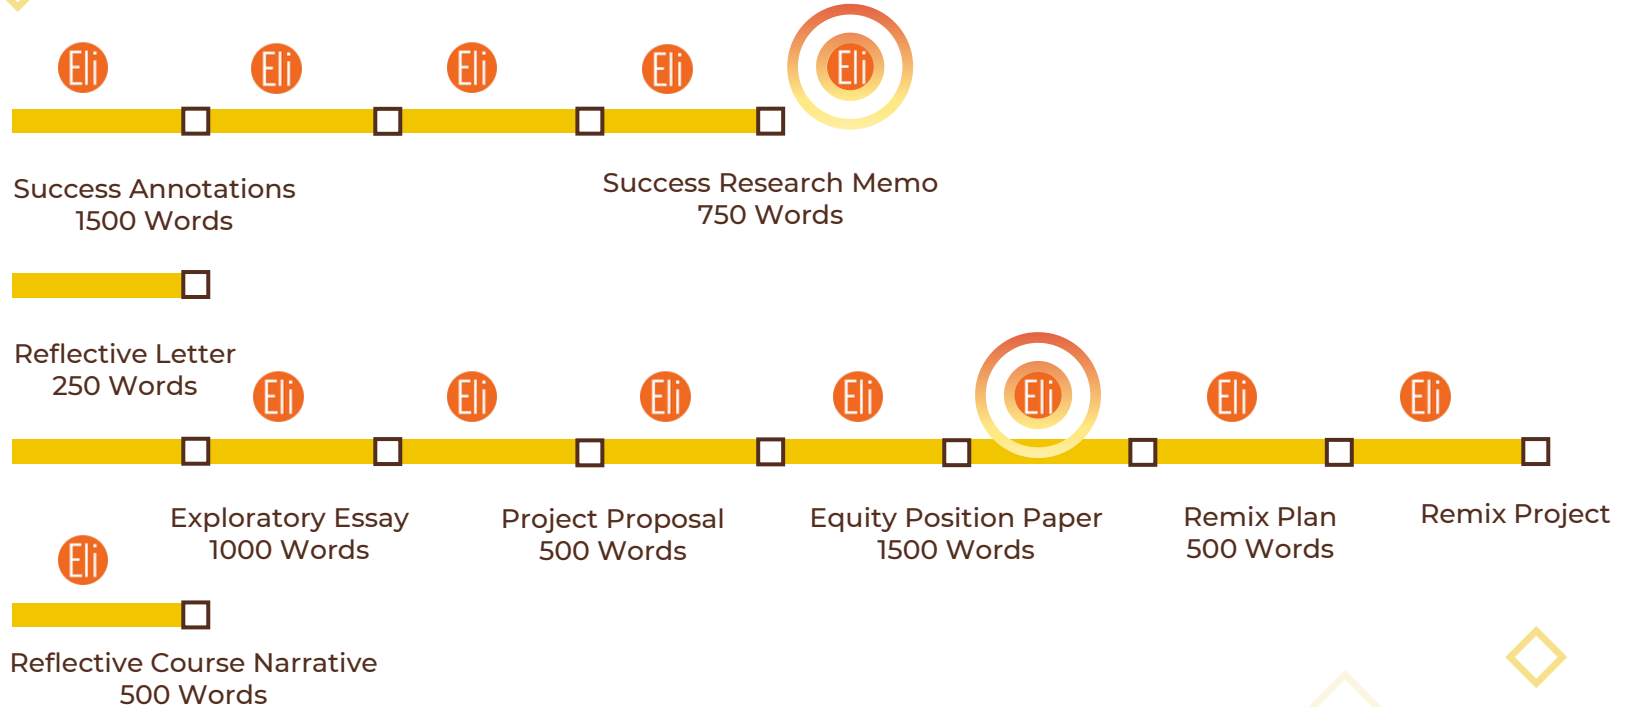 Eli Eli Eli Eli Eli
Success Annotations
1500 Words
Success Research Memo
750 Words
Reflective Letter
250 Words
Eli Eli Eli Eli Eli Eli Eli
Exploratory Essay
1000 Words
Project Proposal
500 Words
Equity Position Paper
1500 Words
Remix Plan
500 Words
Remix Project
Eli
Reflective Course Narrative
500 Words